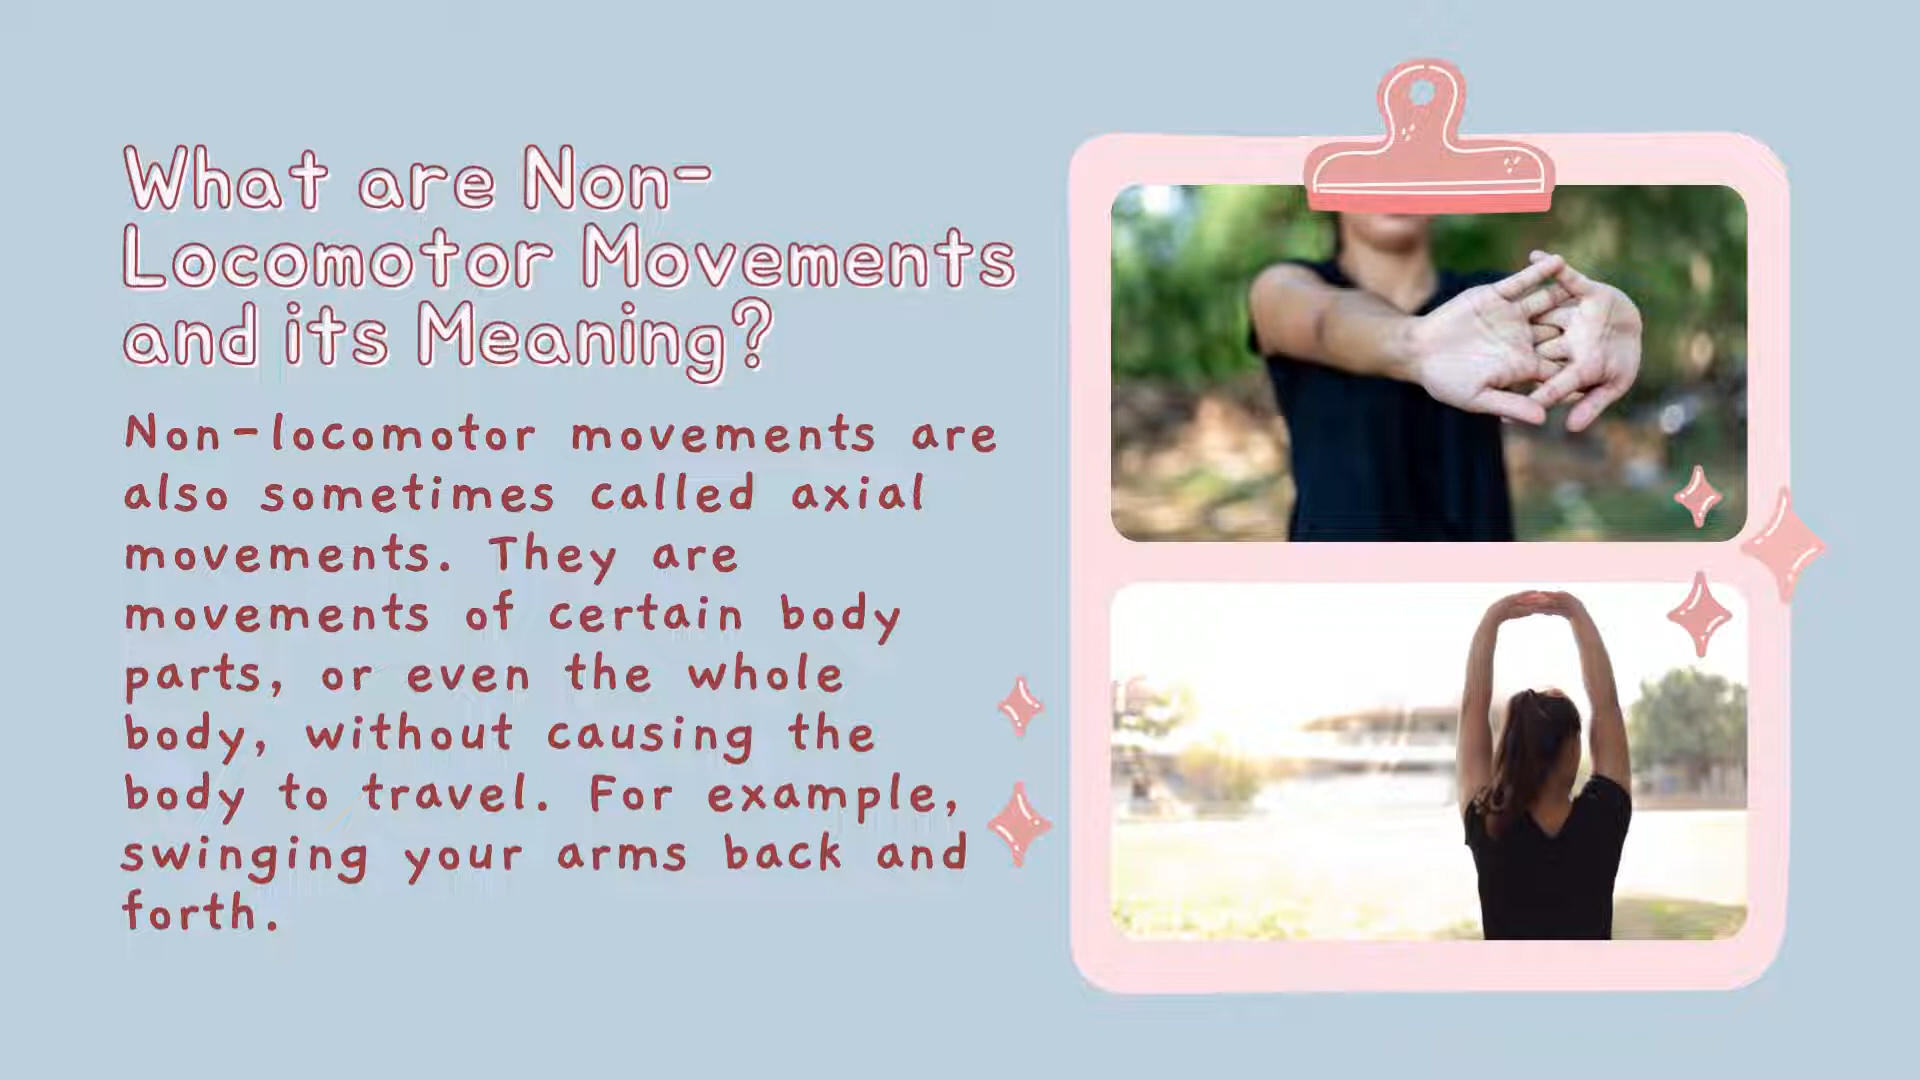 What are Non-
Locomotor Movements
and its Meaning?
Non-locomotor movements are
also sometimes called axial
movements. They are
movements of certain body
parts, or even the whole
body, without causing the
body to travel. For example,
swinging your arms back and
forth.